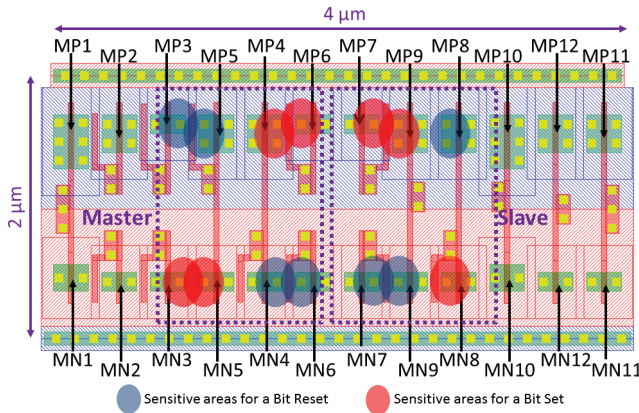 4 µm
MP1 MP2 MP3 MP5 MP4 MP6 MP7 MP9 MP8 MP10 MP12 MP11
2 µm
Master Slave
MN1 MN2 MN3 MN5 MN4 MN6 MN7 MN9 MN8 MN10 MN12 MN11
Sensitive areas for a Bit Reset Sensitive areas for a Bit Set